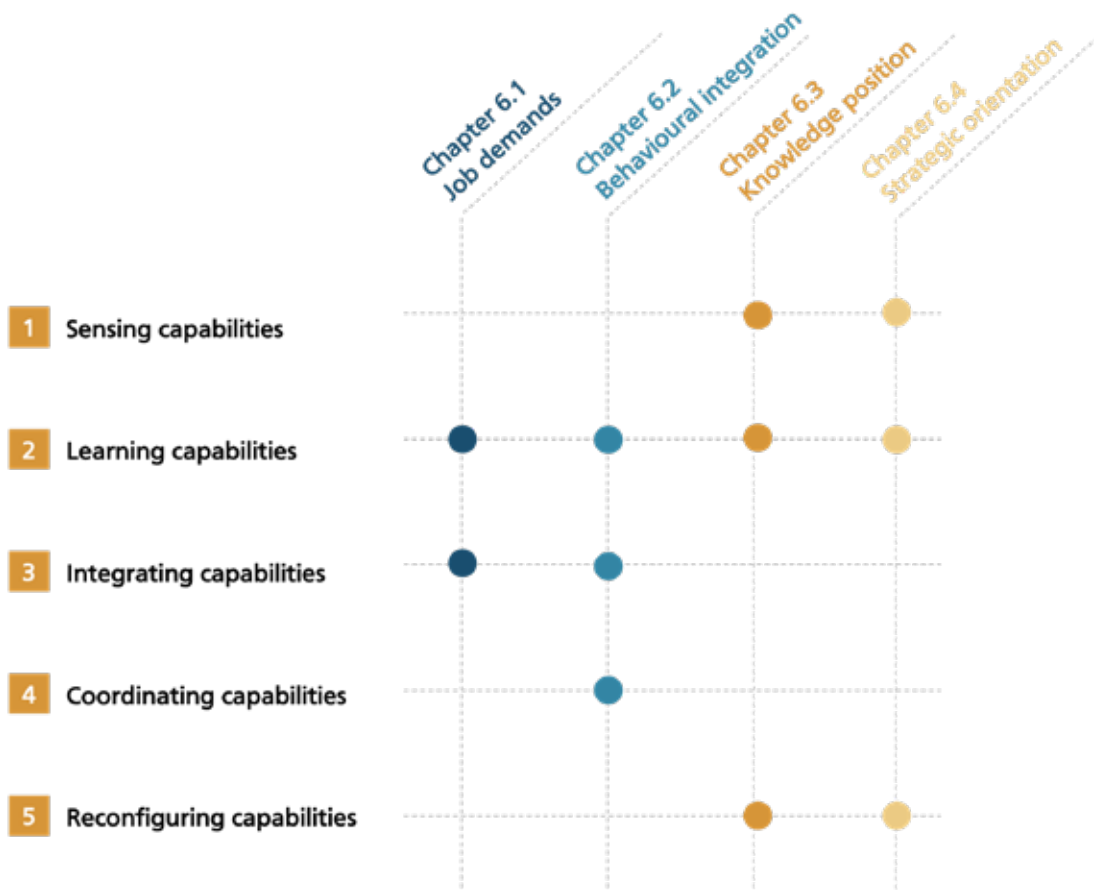 Chapter 6.1
Job demands
Chapter 6.2
Behavioural integration
Chapter 6.3
Knowledge position
Chapter 6.4
Strategic orientation
1 Sensing capabilities
2 Learning capabilities
3 Integrating capabilities
4 Coordinating capabilities
5 Reconfiguring capabilities